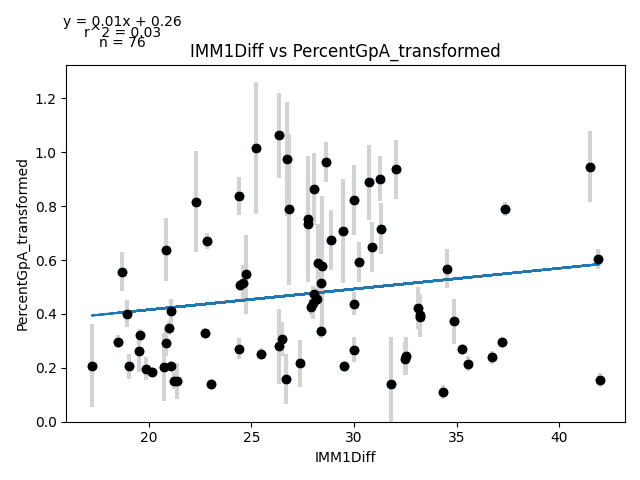 y = 0.01x + 0.26
r^2 = 0.03
n = 76
IMM1Diff vs PercentGpA_transformed
PercentGpA_transformed
1.2
1.0
0.8
0.6
0.4
0.2
0.0
20 25 30 35 40
IMM1Diff